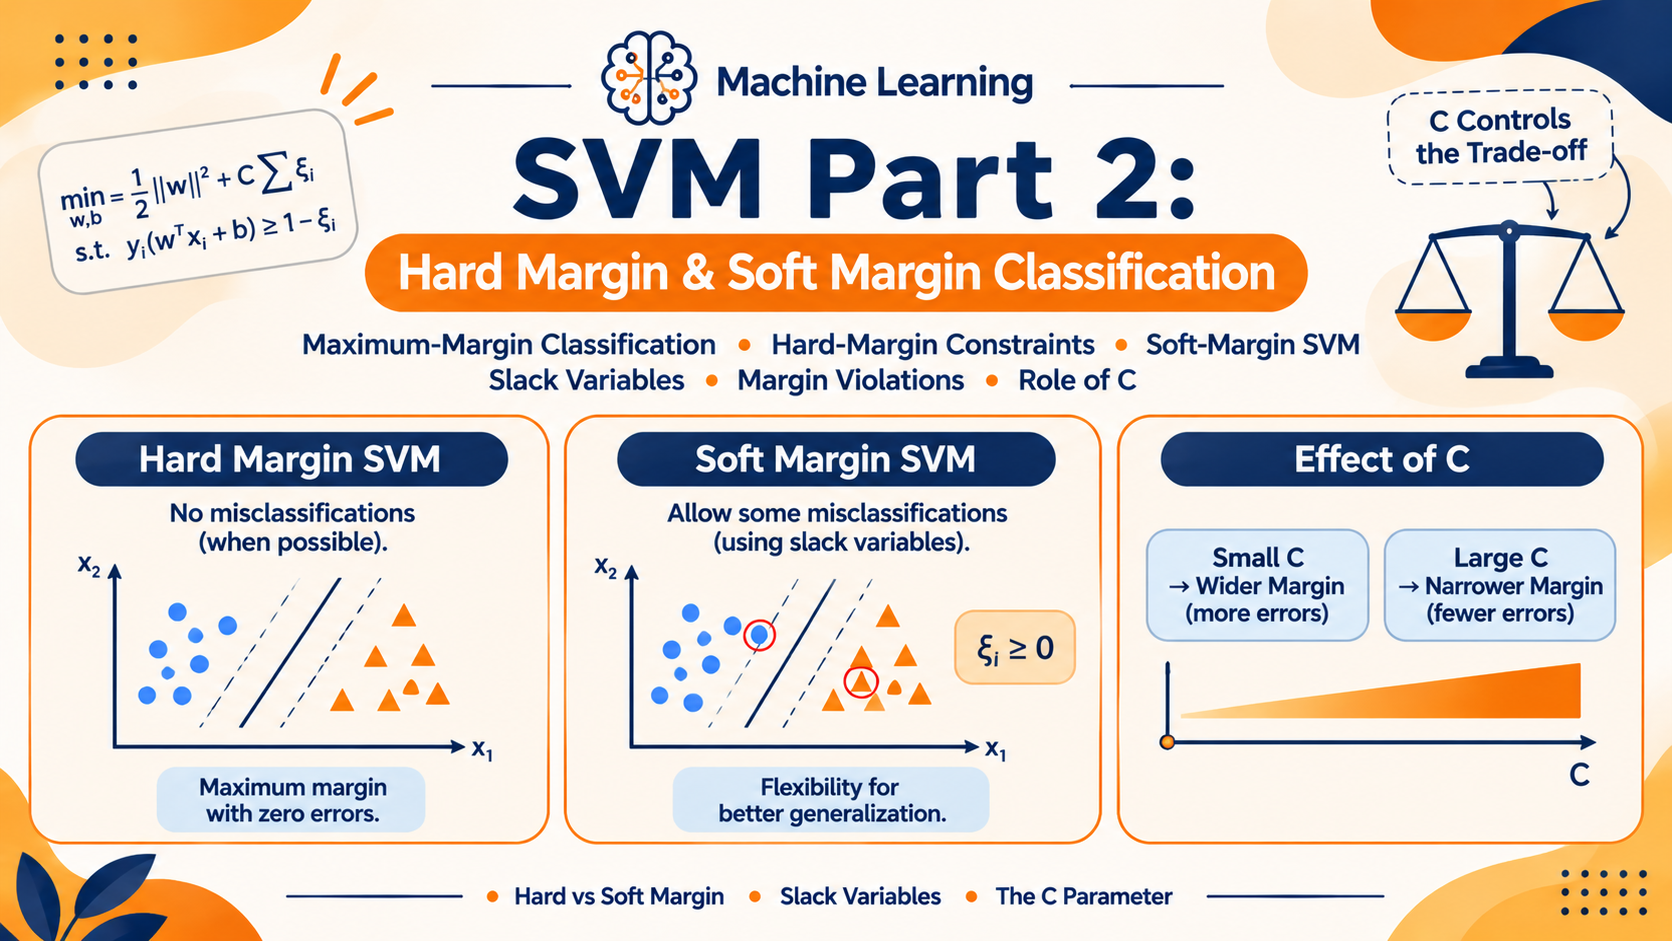 Machine Learning
SVM Part 2:
Hard Margin & Soft Margin Classification
min = 1/2 ||w||² + C ∑ ξᵢ
w,b
s.t. yᵢ(wᵀxᵢ + b) ≥ 1 − ξᵢ
C Controls
the Trade-off
Maximum-Margin Classification • Hard-Margin Constraints • Soft-Margin SVM
Slack Variables • Margin Violations • Role of C
Hard Margin SVM
No misclassifications
(when possible).
x₂
x₁
Maximum margin
with zero errors.
Soft Margin SVM
Allow some misclassifications
(using slack variables).
x₂
ξᵢ ≥ 0
x₁
Flexibility for
better generalization.
Effect of C
Small C
→ Wider Margin
(more errors)
Large C
→ Narrower Margin
(fewer errors)
C
• Hard vs Soft Margin • Slack Variables • The C Parameter